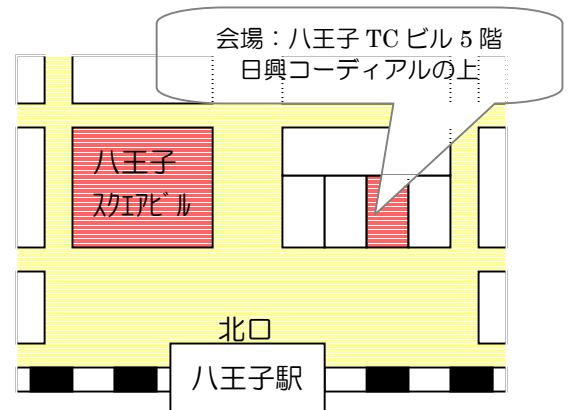 会場：八王子 TC ビル 5 階
日興コーディアルの上
八王子
ｽｸｴｱﾋﾞﾙ
北口
八王子駅